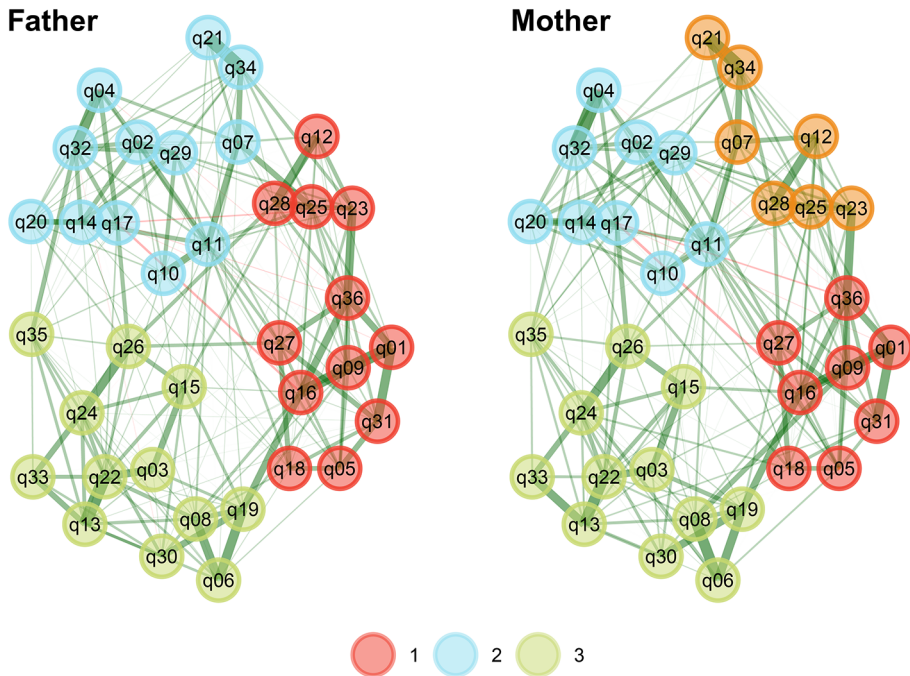 Father
q21
q34
q04
q12
q32
q02
q29
q07
q28
q25
q23
q20
q14
q17
q11
q10
q36
q35
q26
q27
q01
q09
q15
q16
q24
q31
q33
q22
q03
q18
q05
q13
q08
q19
q30
q06
Mother
q21
q34
q04
q12
q32
q02
q29
q07
q28
q25
q23
q20
q14
q17
q11
q10
q36
q35
q26
q27
q01
q09
q15
q16
q24
q31
q33
q22
q03
q18
q05
q13
q08
q19
q30
q06
1 2 3